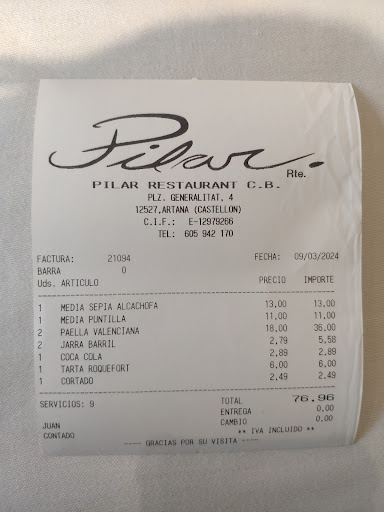 Pilar.
Rte.
PILAR RESTAURANT C.B.
PLZ. GENERALITAT, 4
12527,ARTANA (CASTELLON)
C.I.F.: E-12979266
TEL: 605 942 170
FACTURA: 21094 FECHA: 09/03/2024
BARRA 0
Uds. ARTICULO PRECIO IMPORTE
1 MEDIA SEPIA ALCACHOFA 13,00 13,00
1 MEDIA PUNTILLA 11,00 11,00
2 PAELLA VALENCIANA 18,00 36,00
2 JARRA BARRIL 2,79 5,58
1 COCA COLA 2,89 2,89
1 TARTA ROQUEFORT 6,00 6,00
1 CORTADO 2,49 2,49
SERVICIOS: 9 TOTAL 76.96
ENTREGA 0.00
JUAN CAMBIO 0.00
CONTADO ** IVA INCLUIDO **
---- GRACIAS POR SU VISITA ----